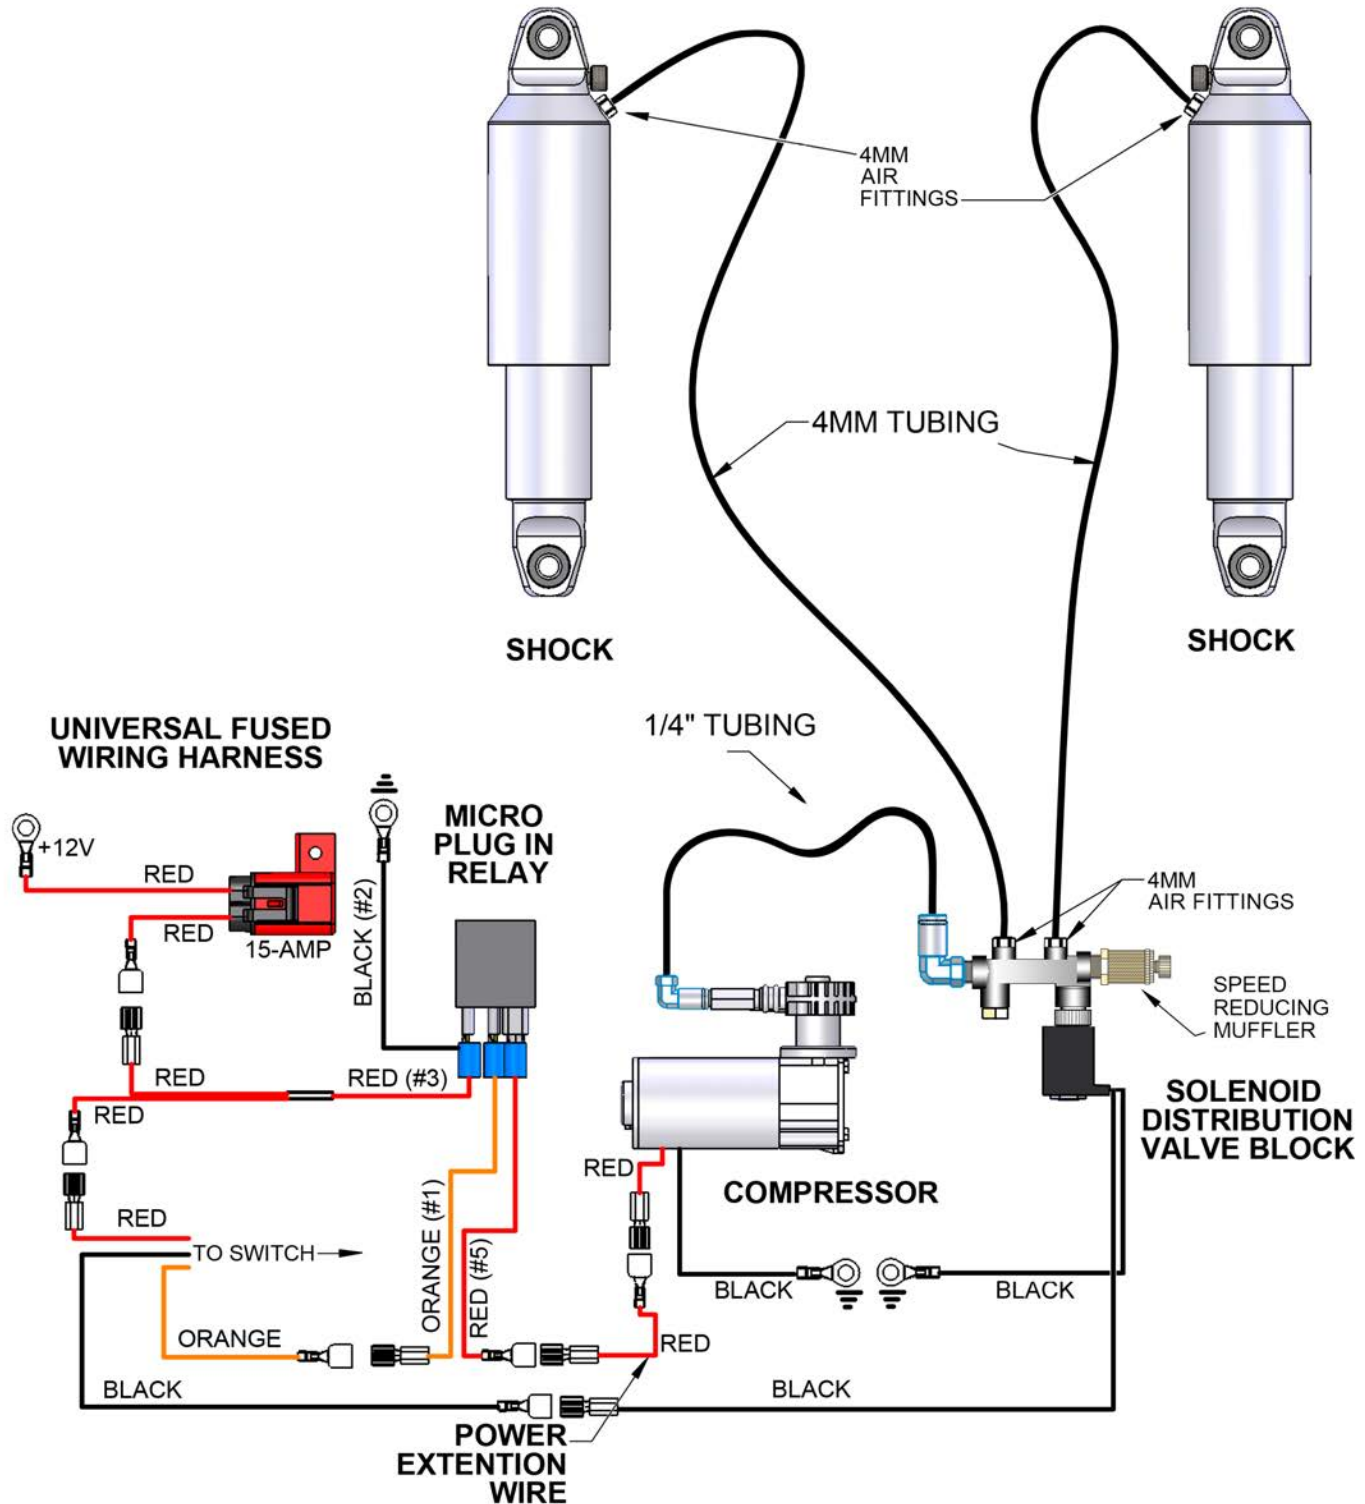 4MM
AIR
FITTINGS
4MM TUBING
SHOCK
SHOCK
UNIVERSAL FUSED
WIRING HARNESS
1/4" TUBING
+12V
RED
RED
15-AMP
BLACK (#2)
MICRO
PLUG IN
RELAY
4MM
AIR FITTINGS
SPEED
REDUCING
MUFFLER
RED
RED (#3)
RED
SOLENOID
DISTRIBUTION
VALVE BLOCK
RED
COMPRESSOR
RED
TO SWITCH
ORANGE (#1)
RED (#5)
BLACK
BLACK
ORANGE
RED
BLACK
BLACK
POWER
EXTENTION
WIRE